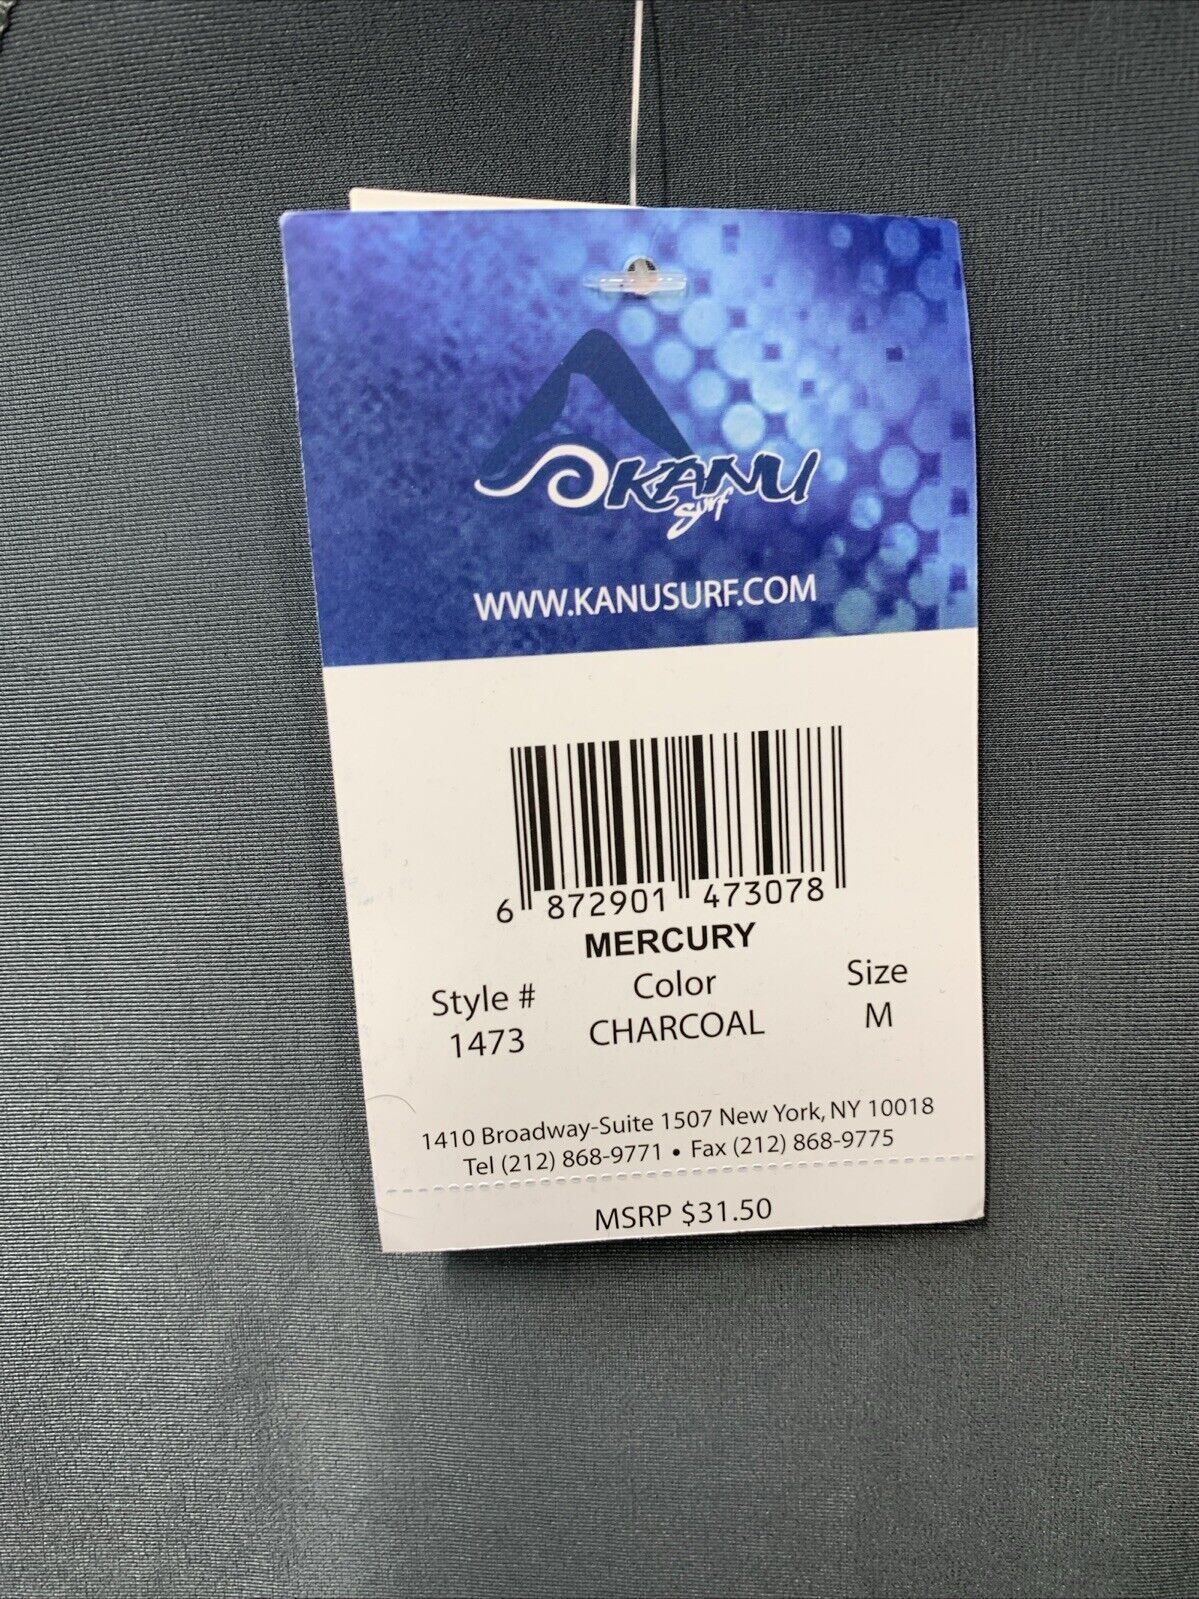 KANU
Surf
WWW.KANUSURF.COM
6 872901 473078
MERCURY
Style # Color Size
1473 CHARCOAL M
1410 Broadway-Suite 1507 New York, NY 10018
Tel (212) 868-9771 • Fax (212) 868-9775
MSRP $31.50